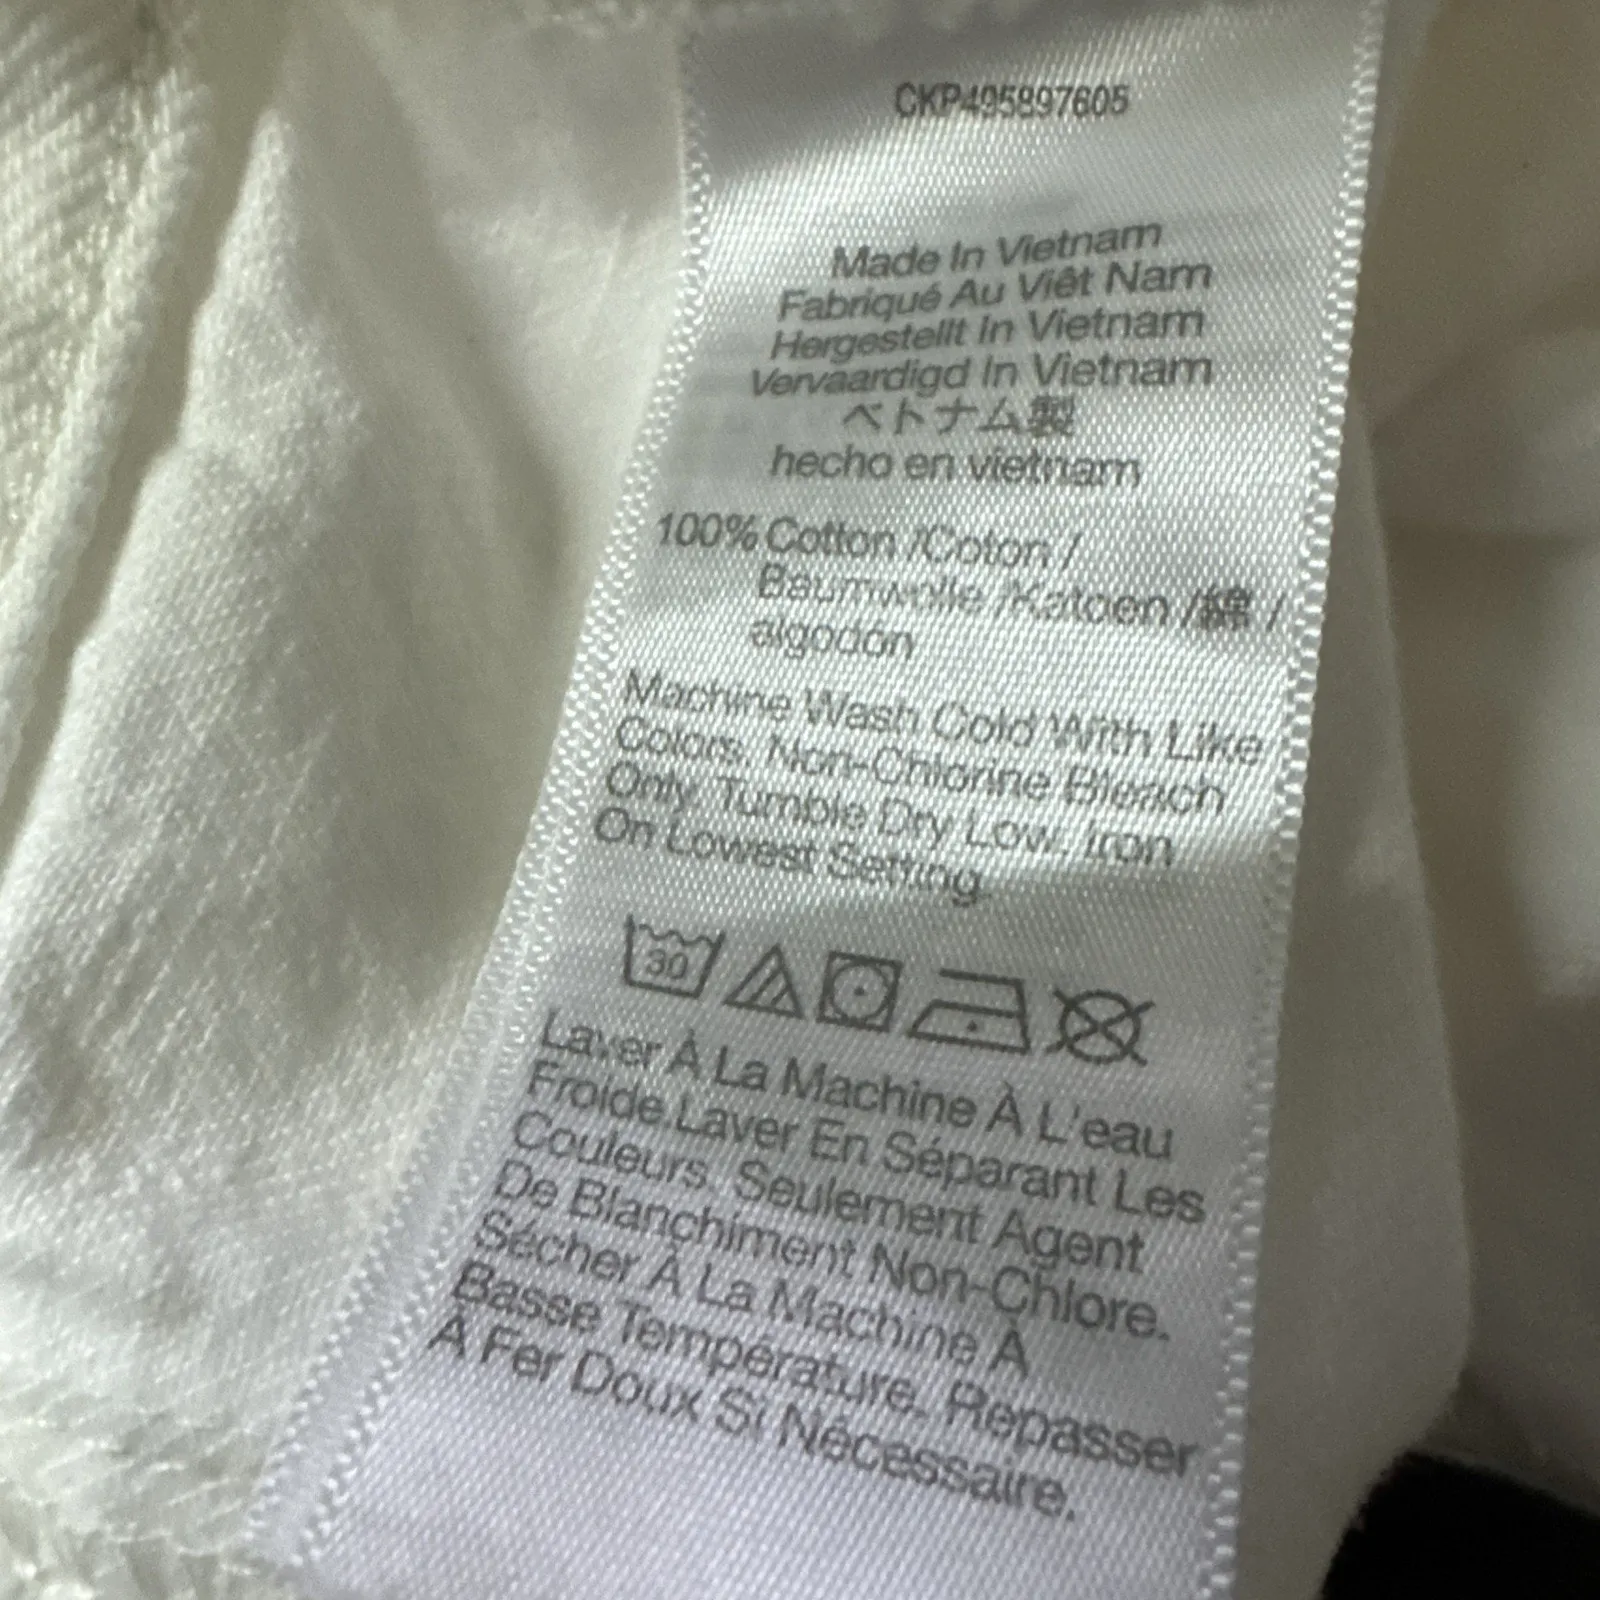 CKP495897605
Made In Vietnam
Fabriqué Au Viêt Nam
Hergestellt In Vietnam
Vervaardigd In Vietnam
ベトナム製
hecho en vietnam
100% Cotton /Coton /
Baumwolle /Katoen /綿 /
algodon
Machine Wash Cold With Like
Colors. Non-Chlorine Bleach
Only. Tumble Dry Low. Iron
On Lowest Setting.
30
Laver À La Machine À L'eau
Froide.Laver En Séparant Les
Couleurs. Seulement Agent
De Blanchiment Non-Chlore.
Sécher À La Machine À
Basse Température. Repasser
À Fer Doux Si Nécessaire.